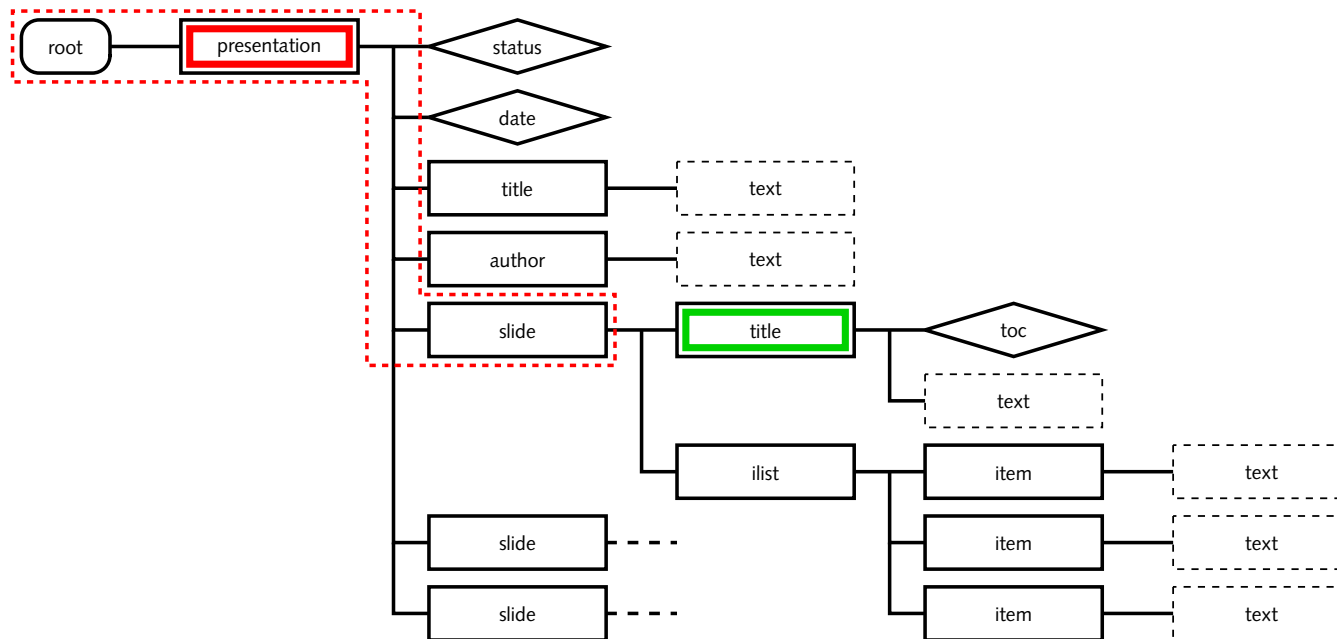 root presentation status
date
title text
author text
slide title toc
text
ilist item text
slide item text
slide item text